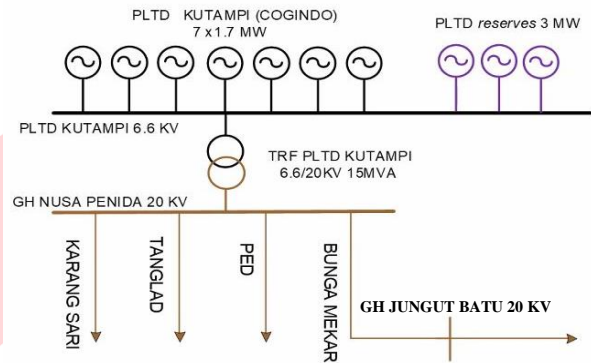 PLTD KUTAMPI (COGINDO)
7 x1.7 MW
PLTD reserves 3 MW
PLTD KUTAMPI 6.6 KV
TRF PLTD KUTAMPI
6.6/20KV 15MVA
GH NUSA PENIDA 20 KV
KARANG SARI
TANGLAD
PED
BUNGA MEKAR
GH JUNGUT BATU 20 KV